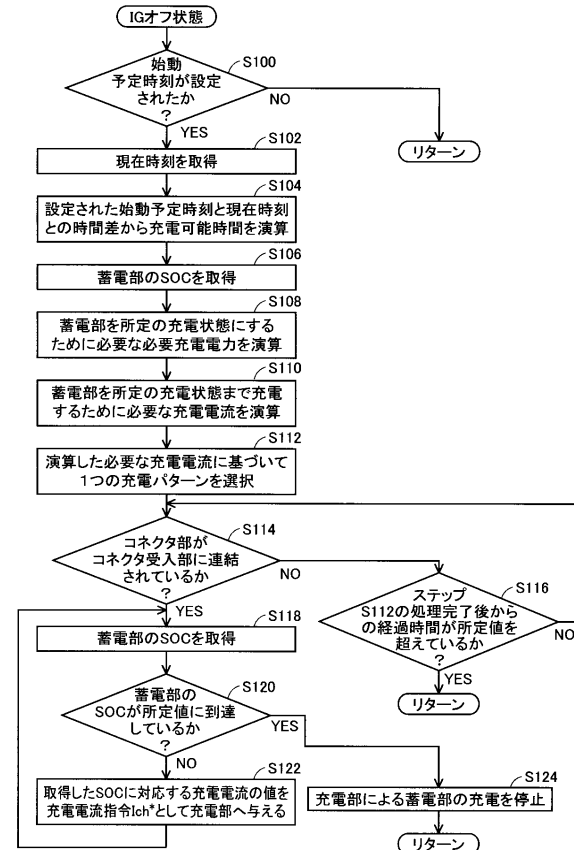 IGオフ状態
S100
始動
予定時刻が設定
されたか
?
NO
YES
リターン
S102
現在時刻を取得
S104
設定された始動予定時刻と現在時刻
との時間差から充電可能時間を演算
S106
蓄電部のSOCを取得
S108
蓄電部を所定の充電状態にする
ために必要な必要充電電力を演算
S110
蓄電部を所定の充電状態まで充電
するために必要な充電電流を演算
S112
演算した必要な充電電流に基づいて
1つの充電パターンを選択
S114
コネクタ部が
コネクタ受入部に連結
されているか
?
NO
YES
S116
ステップ
S112の処理完了後から
の経過時間が所定値を
超えているか
?
NO
YES
リターン
S118
蓄電部のSOCを取得
S120
蓄電部の
SOCが所定値に到達
しているか
?
YES
NO
S122
取得したSOCに対応する充電電流の値を
充電電流指令Ich*として充電部へ与える
S124
充電部による蓄電部の充電を停止
リターン